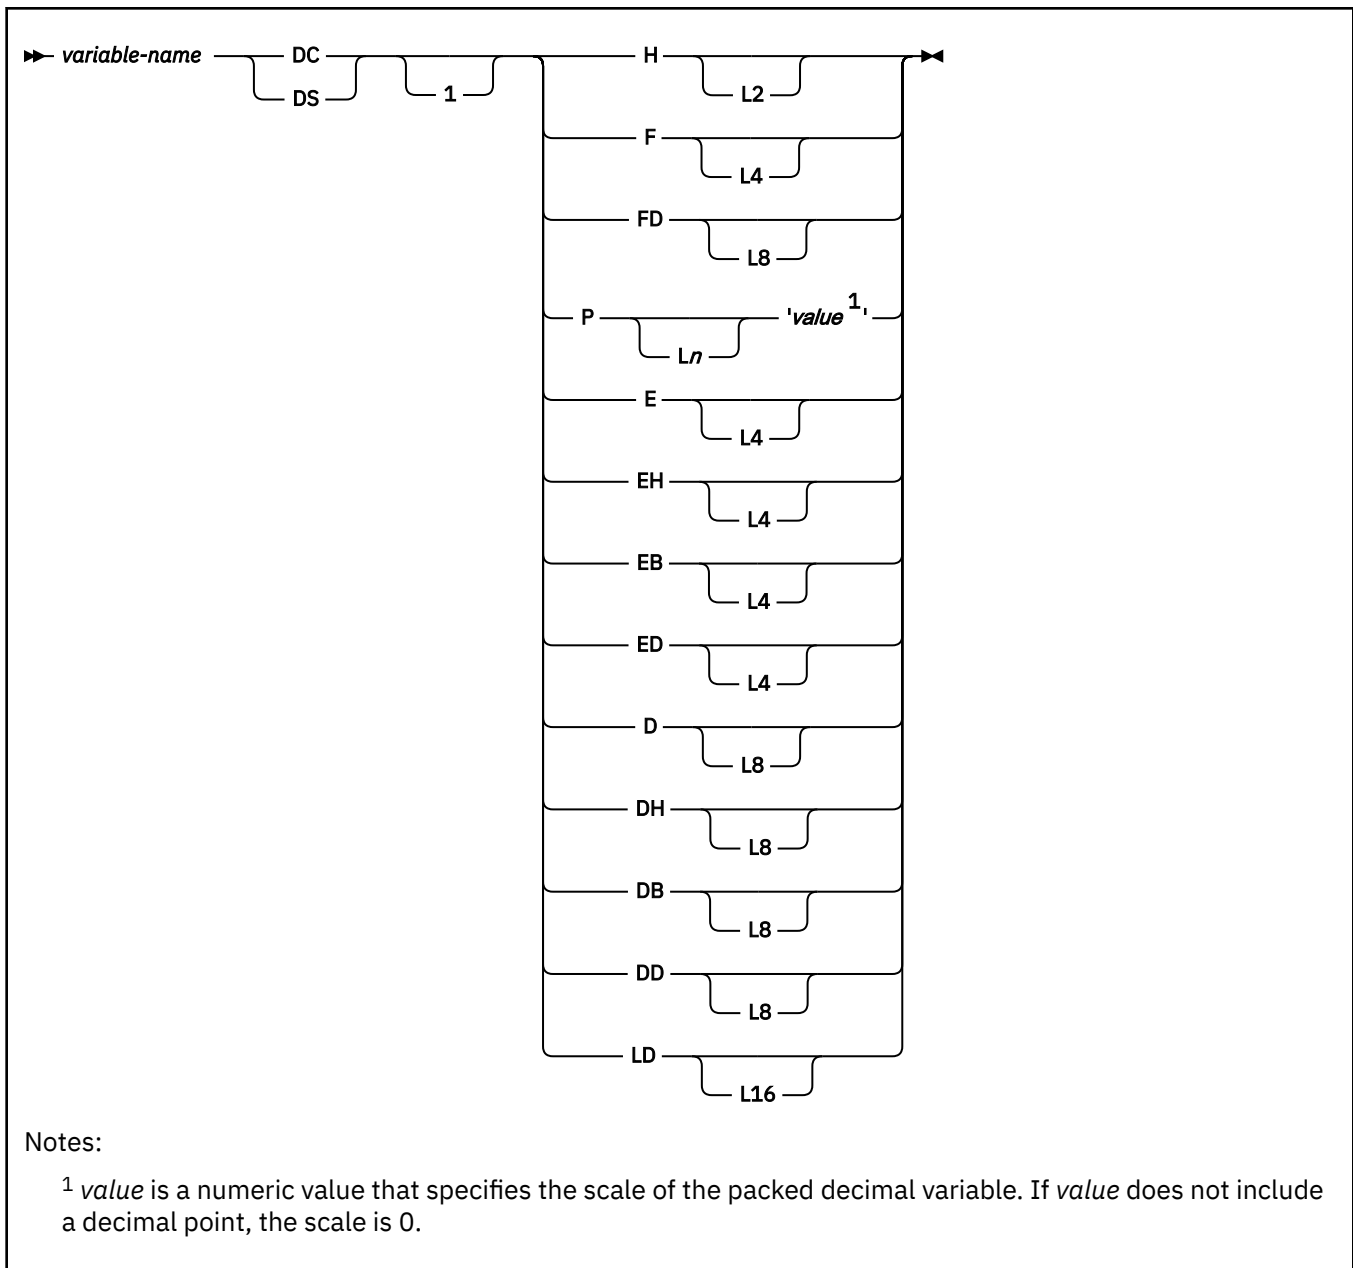 variable-name DC H
DS 1 L2
F
L4
FD
L8
P 'value 1'
Ln
E
L4
EH
L4
EB
L4
ED
L4
D
L8
DH
L8
DB
L8
DD
L8
LD
L16
Notes:
1 value is a numeric value that specifies the scale of the packed decimal variable. If value does not include
a decimal point, the scale is 0.